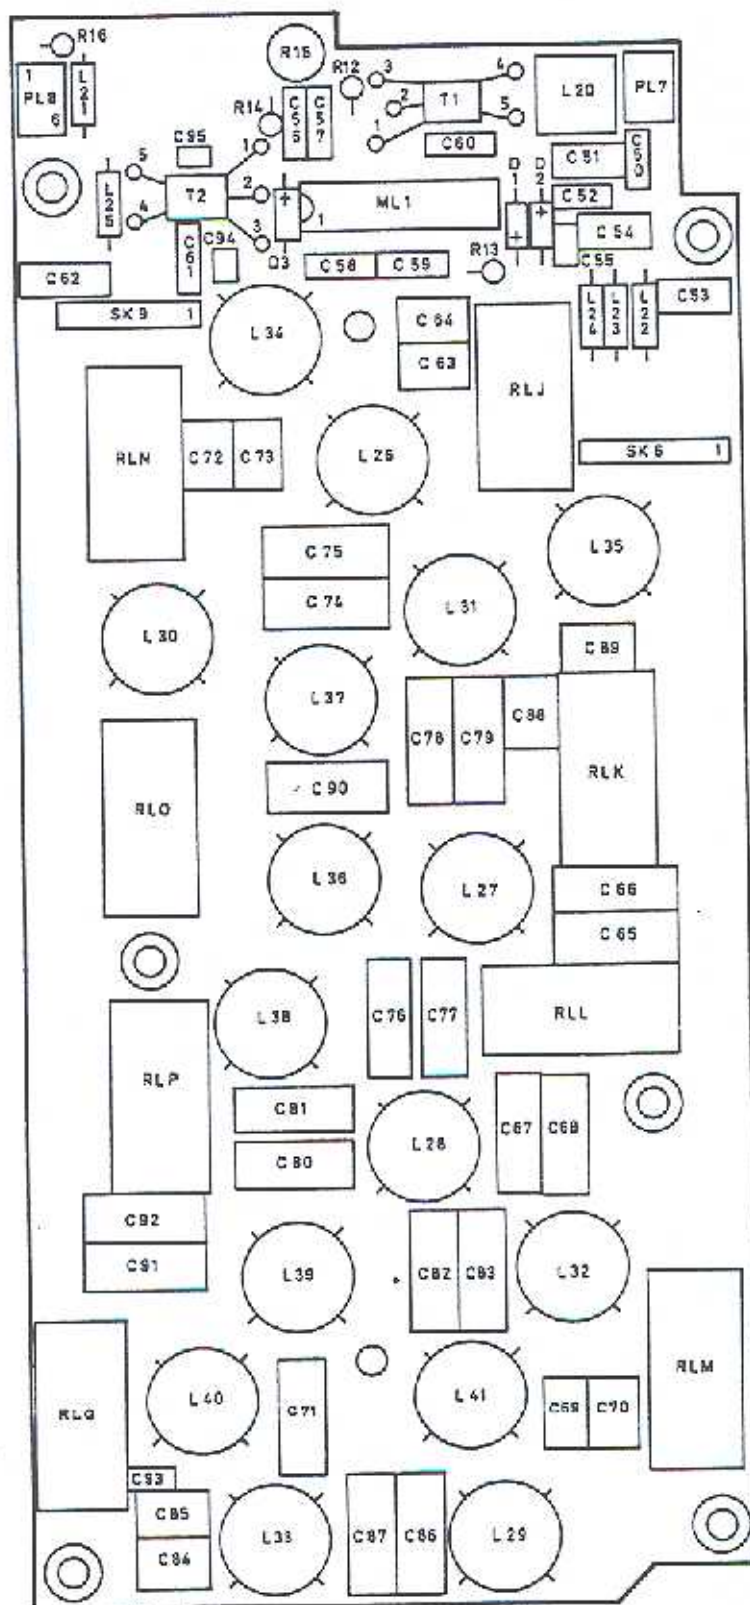 R16
R15
R12
3
4
1
PL8
6
L21
R14
C56
C57
2
T1
5
L20
PL7
C95
1
1
C60
D1
D2
C51
C50
5
T2
2
ML1
1
C52
L25
4
3
C61
C94
Q3
C54
C62
C58
C59
R13
C55
SK9
1
L34
C64
C63
RLJ
L24
L23
L22
C53
RLN
C72
C73
L26
SK6
1
C75
C74
L31
L35
L30
L37
C89
C78
C79
C88
RLK
RLO
C90
L36
L27
C66
C65
L38
C76
C77
RLL
RLP
C81
C80
L28
C67
C68
C92
C91
L39
C82
C83
L32
RLQ
L40
C71
L41
C69
C70
RLM
C93
C85
C84
L33
C87
C86
L29